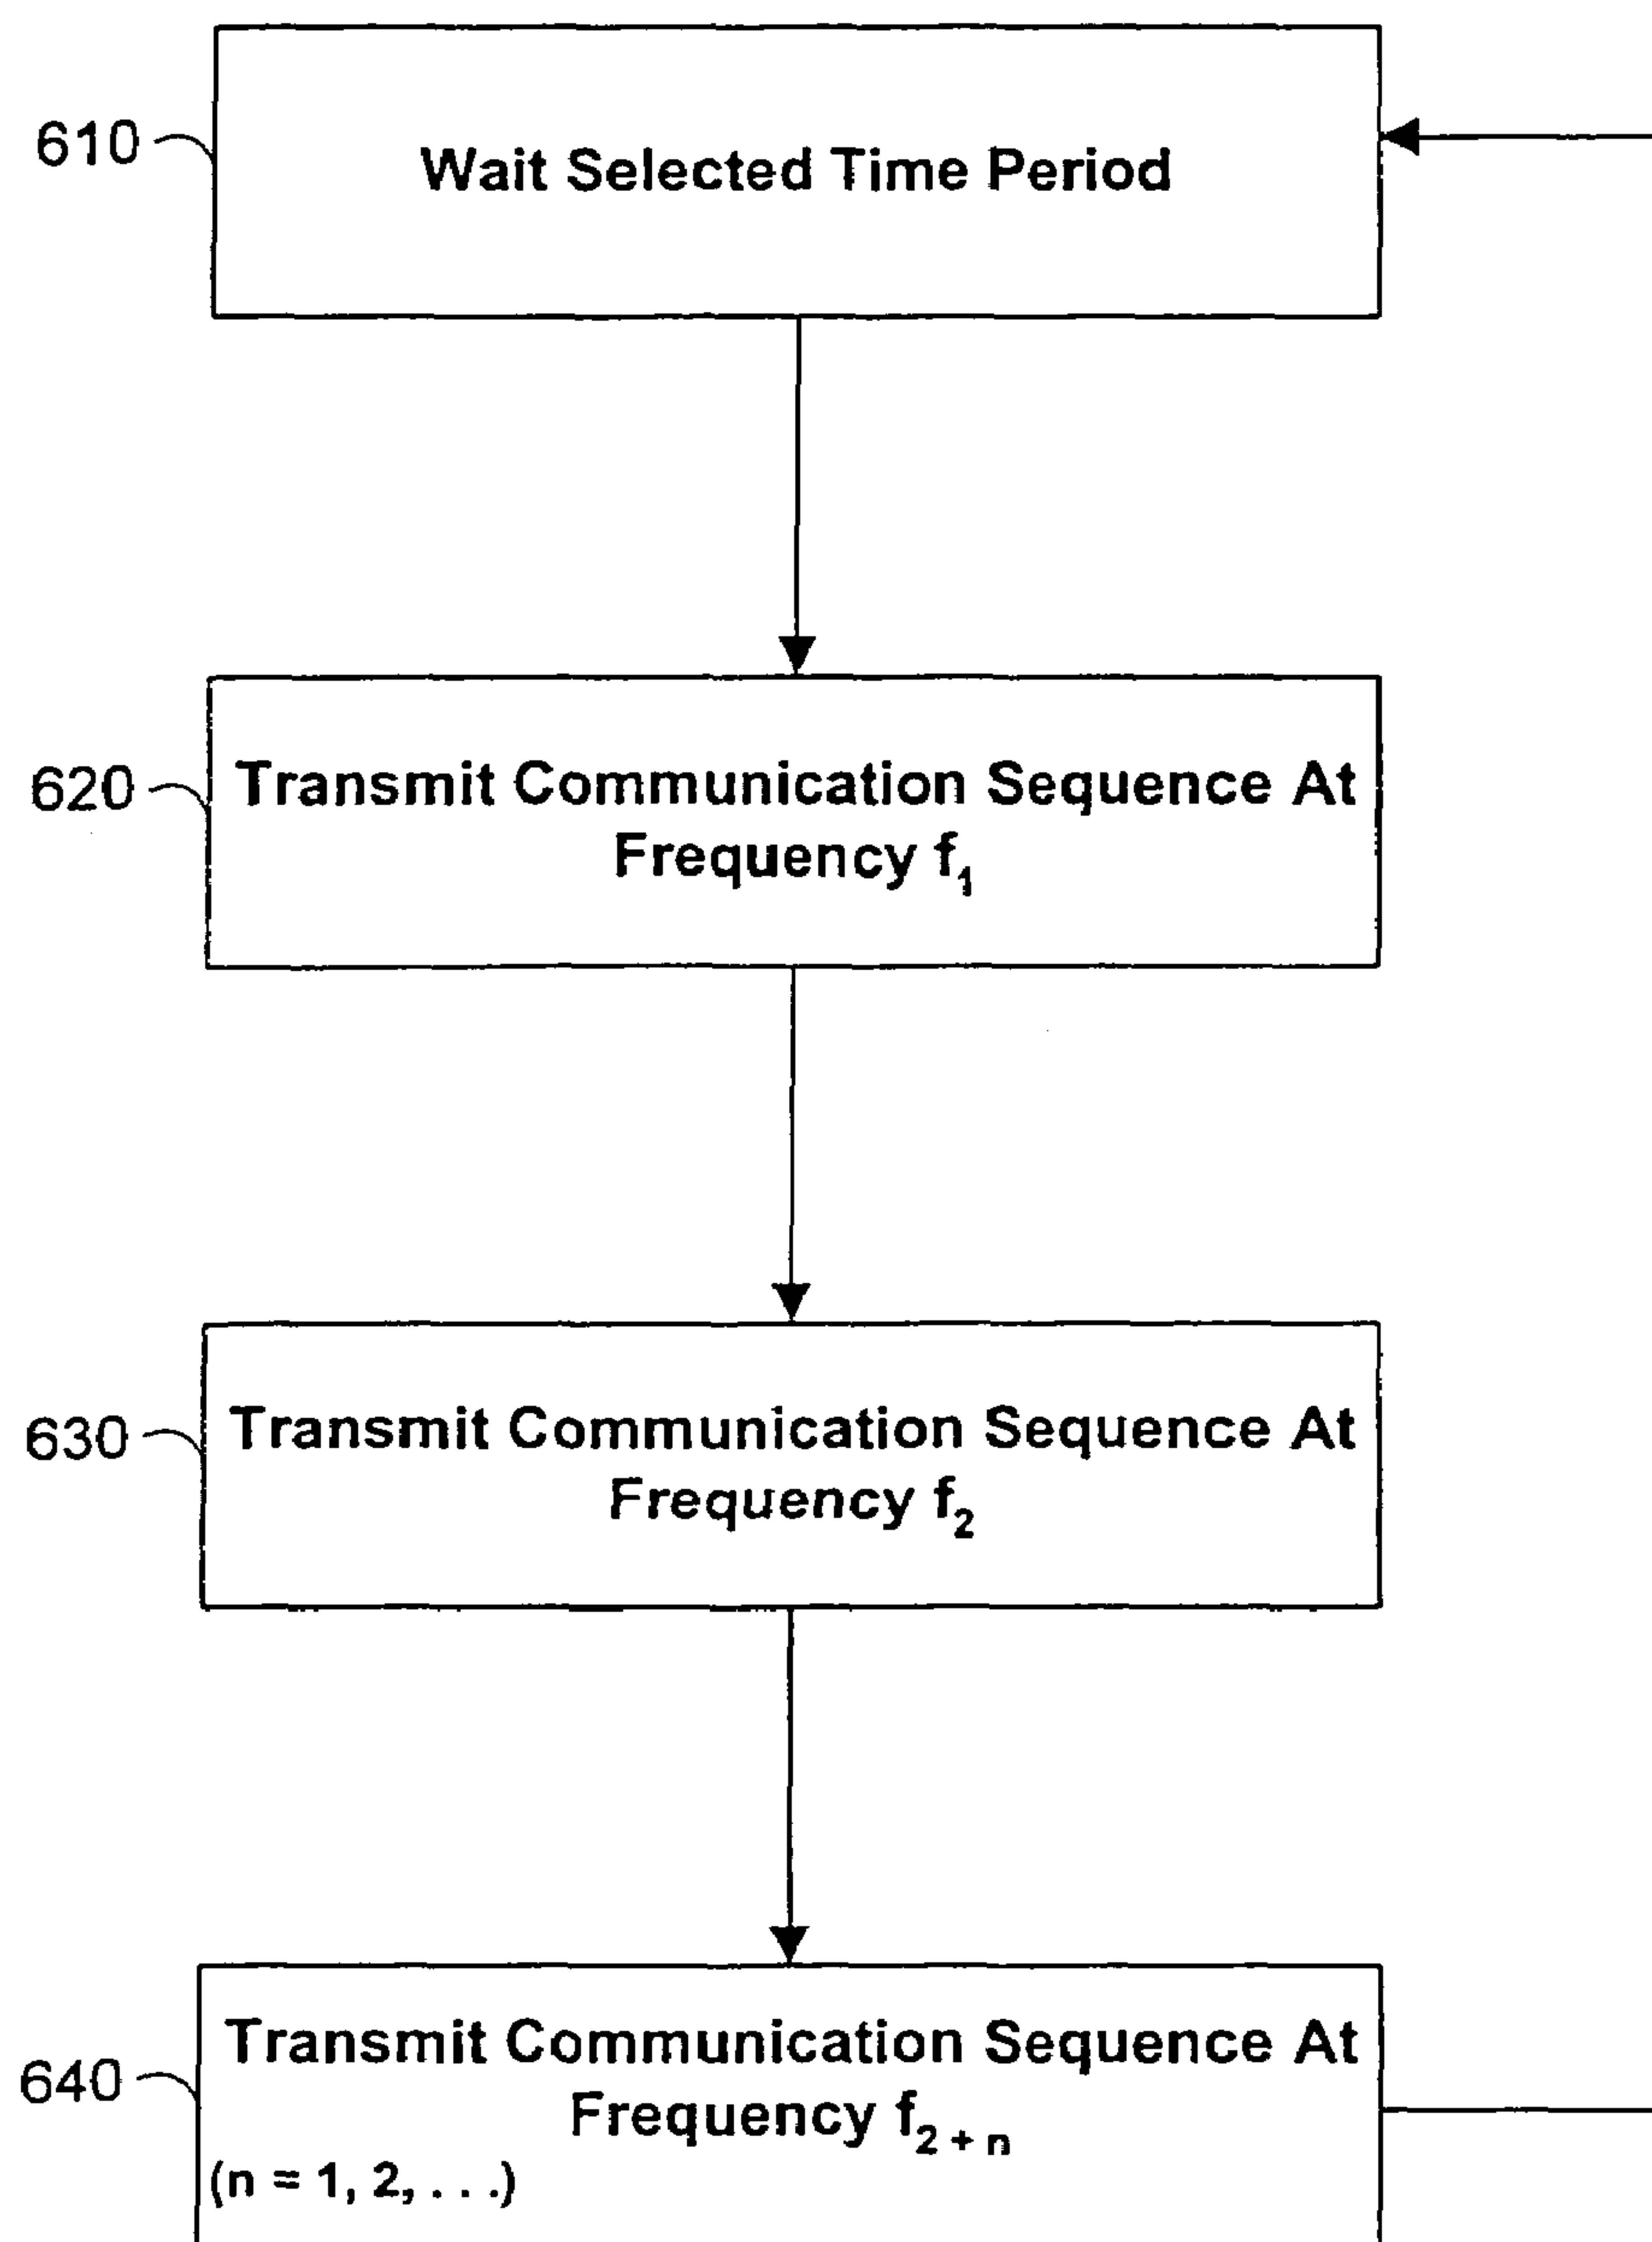 610
Wait Selected Time Period
620
Transmit Communication Sequence At
Frequency f₁
630
Transmit Communication Sequence At
Frequency f₂
640
Transmit Communication Sequence At
Frequency f₂ ₊ ₙ
(n = 1, 2, . . .)